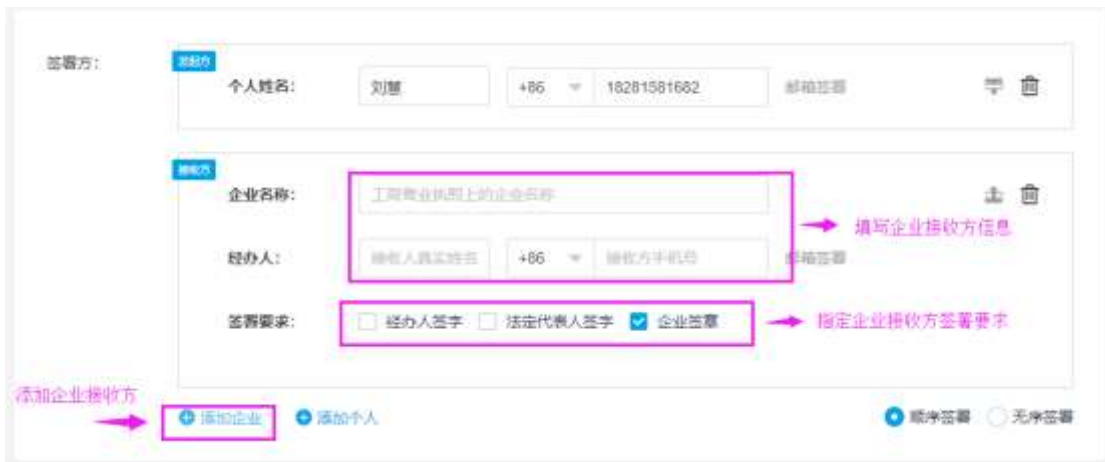 签署方：
发起方
个人姓名： 刘慧 +86 18281581682 邮箱签署
接收方
企业名称： 工商营业执照上的企业名称
填写企业接收方信息
经办人： 接收人真实姓名 +86 接收方手机号 邮箱签署
签署要求： 经办人签字 法定代表人签字 企业签章
指定企业接收方签署要求
添加企业接收方
添加企业 添加个人 顺序签署 无序签署